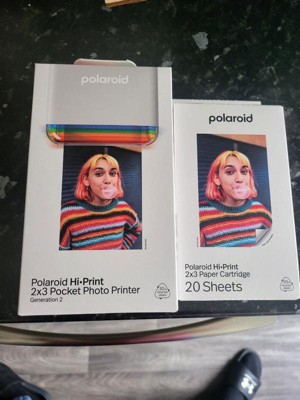 polaroid
Polaroid Hi•Print
2x3 Pocket Photo Printer
Generation 2
polaroid
Polaroid Hi•Print
2x3 Paper Cartridge
20 Sheets